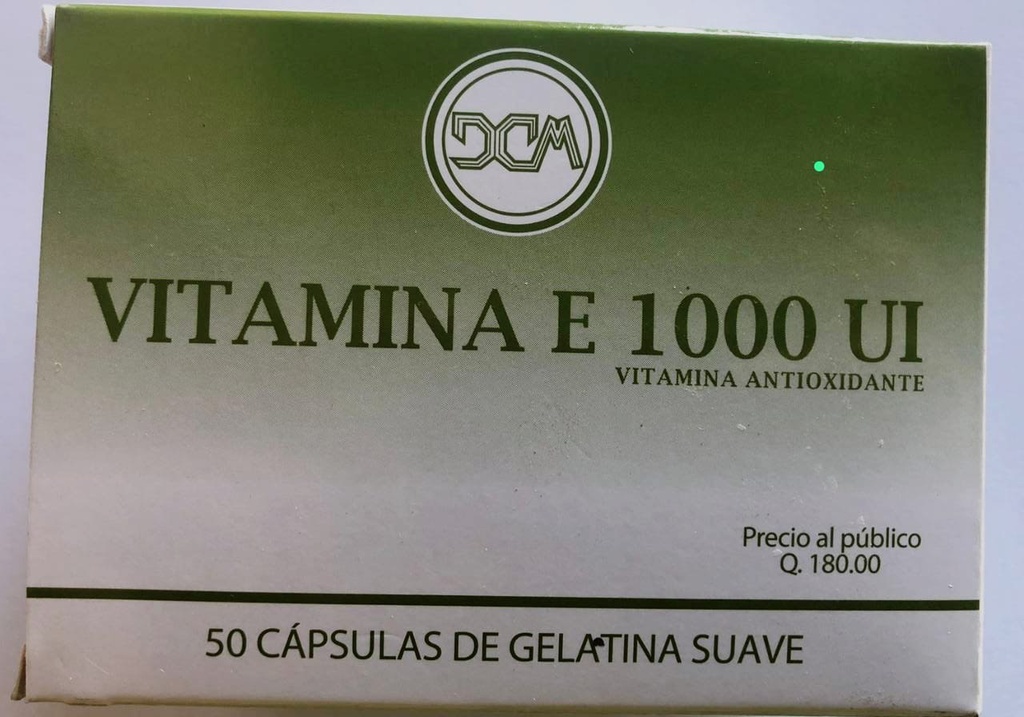 DCM
VITAMINA E 1000 UI
VITAMINA ANTIOXIDANTE
Precio al público
Q. 180.00
50 CÁPSULAS DE GELATINA SUAVE